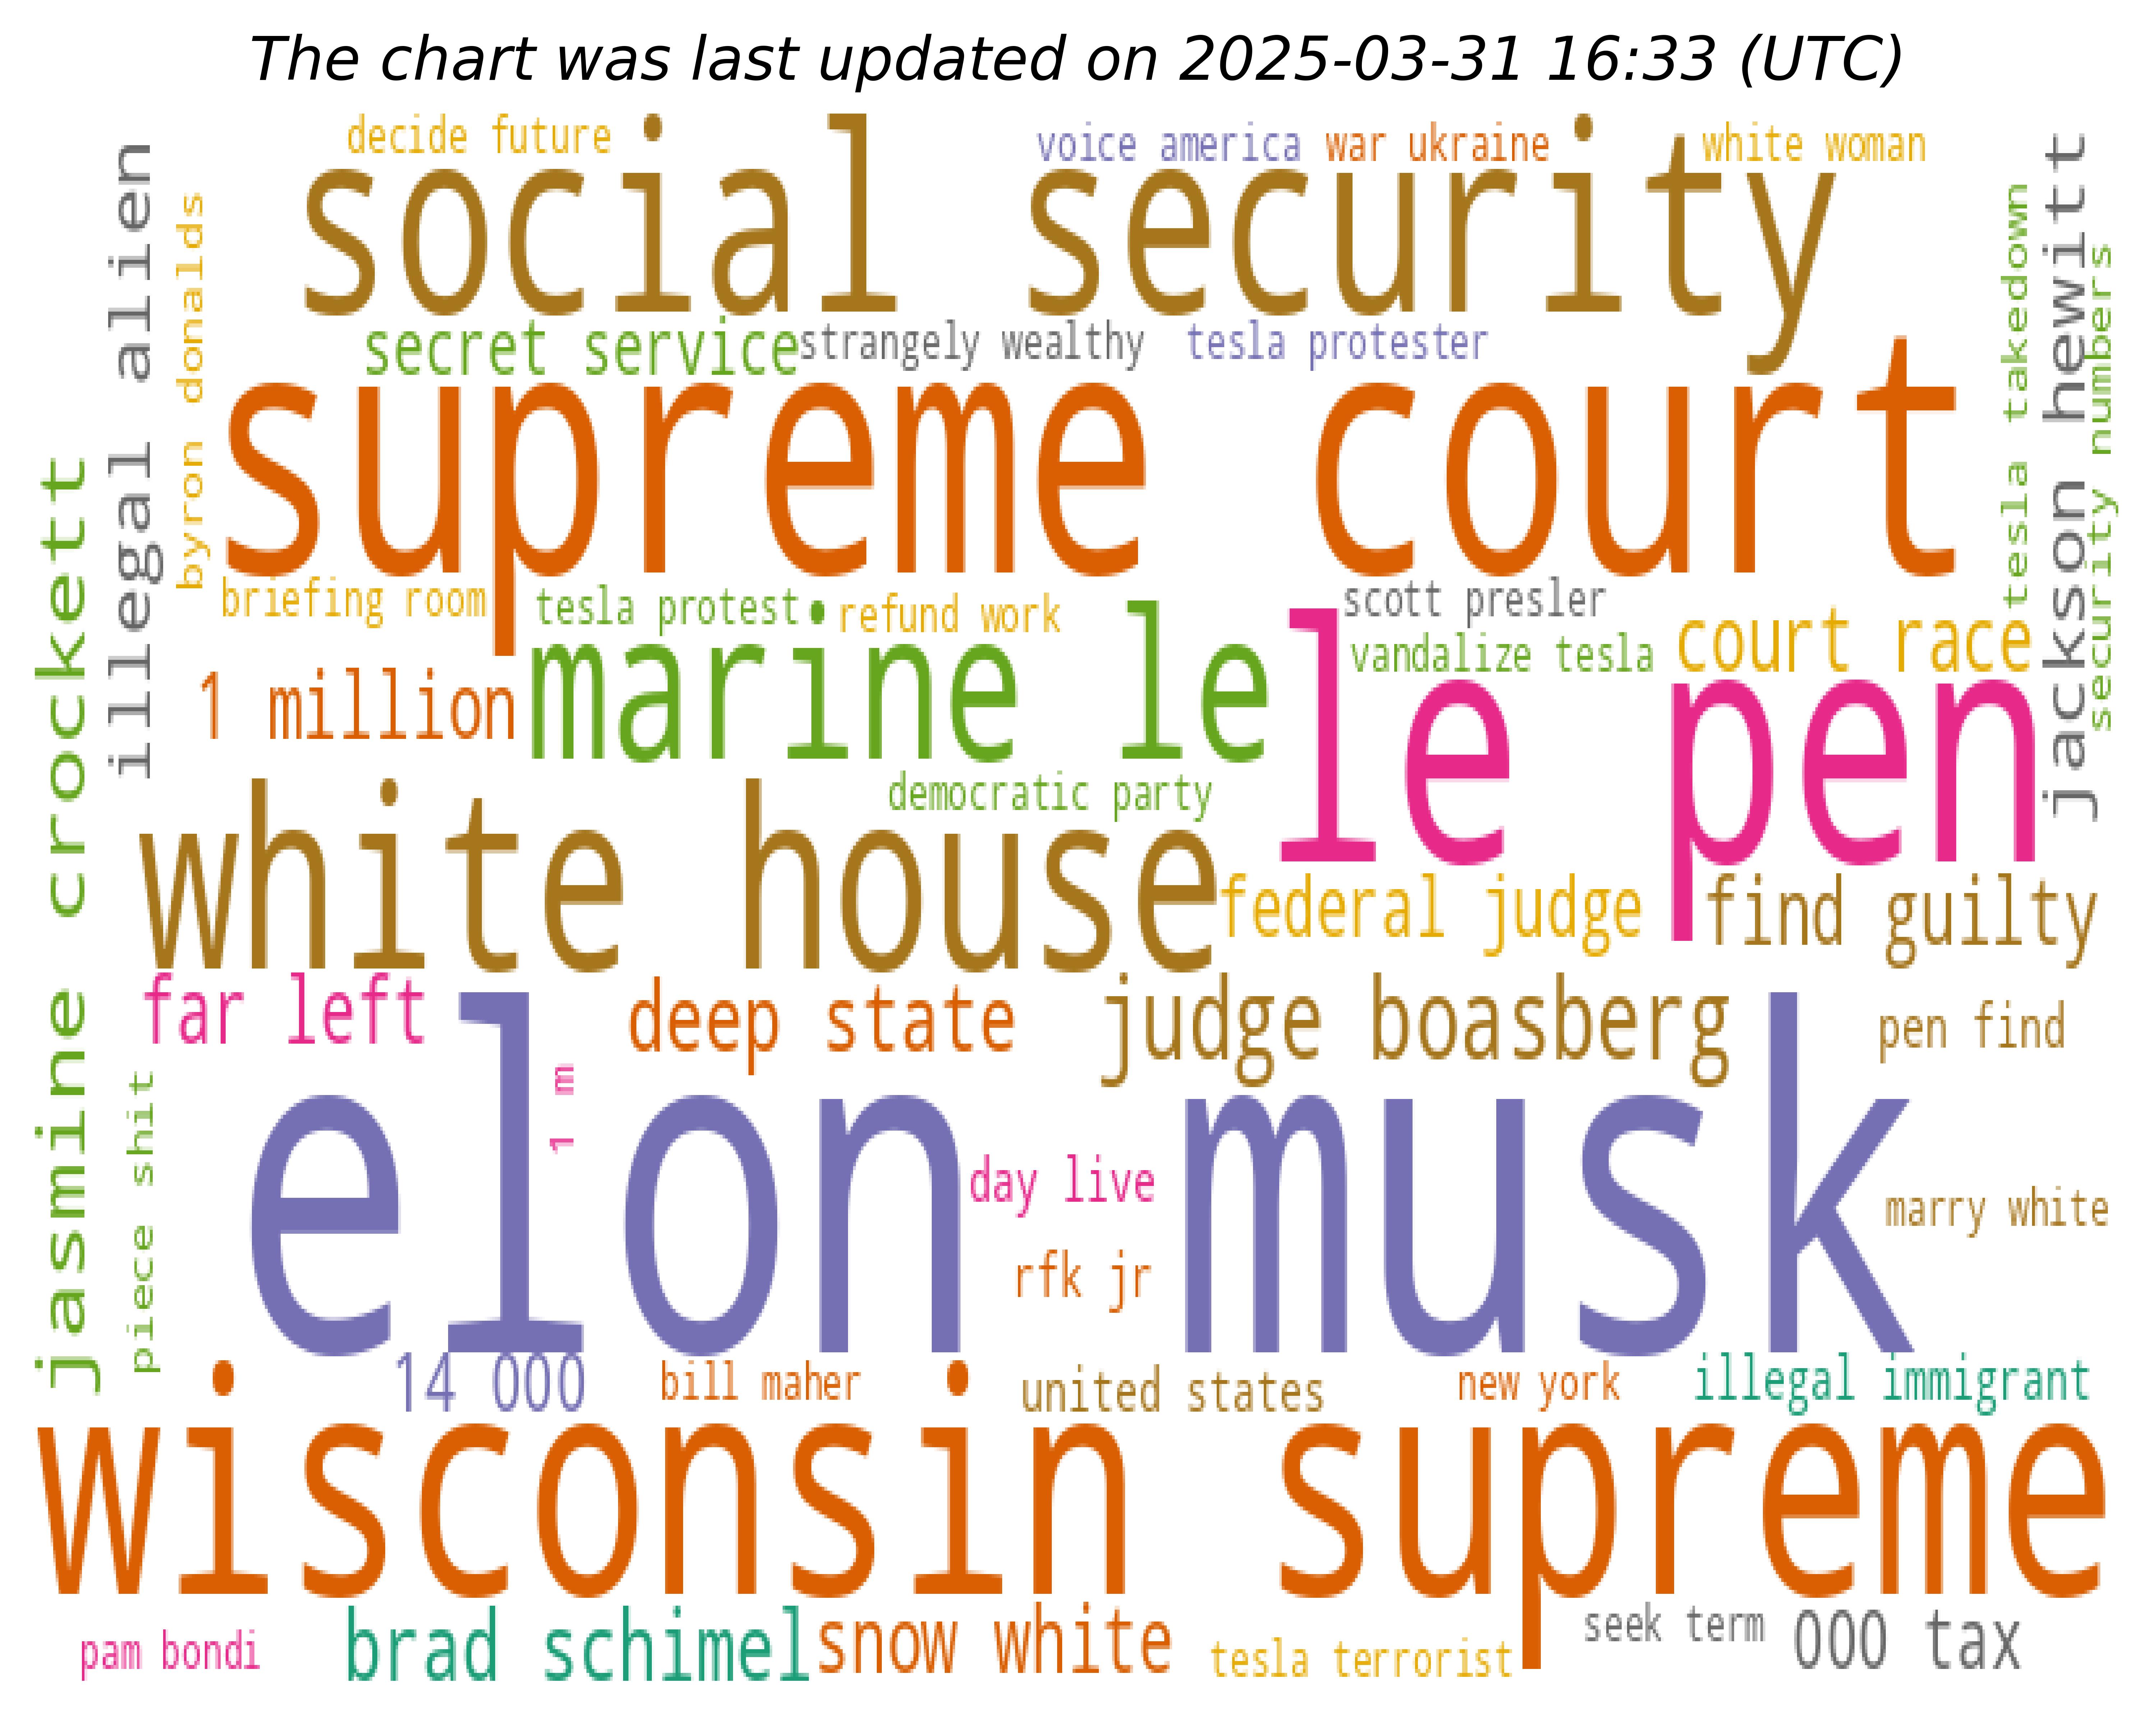 The chart was last updated on 2025-03-31 16:33 (UTC)
decide future
voice america
war ukraine
white woman
social security
illegal alien
byron donalds
tesla takedown
jackson hewitt
security numbers
secret service
strangely wealthy
tesla protester
supreme court
jasmine crockett
briefing room
tesla protest
refund work
scott presler
vandalize tesla
court race
1 million
marine le
le pen
democratic party
white house
federal judge
find guilty
far left
deep state
judge boasberg
pen find
piece shit
1 m
elon musk
day live
rfk jr
marry white
14 000
bill maher
united states
new york
illegal immigrant
wisconsin supreme
pam bondi
brad schimel
snow white
tesla terrorist
seek term
000 tax